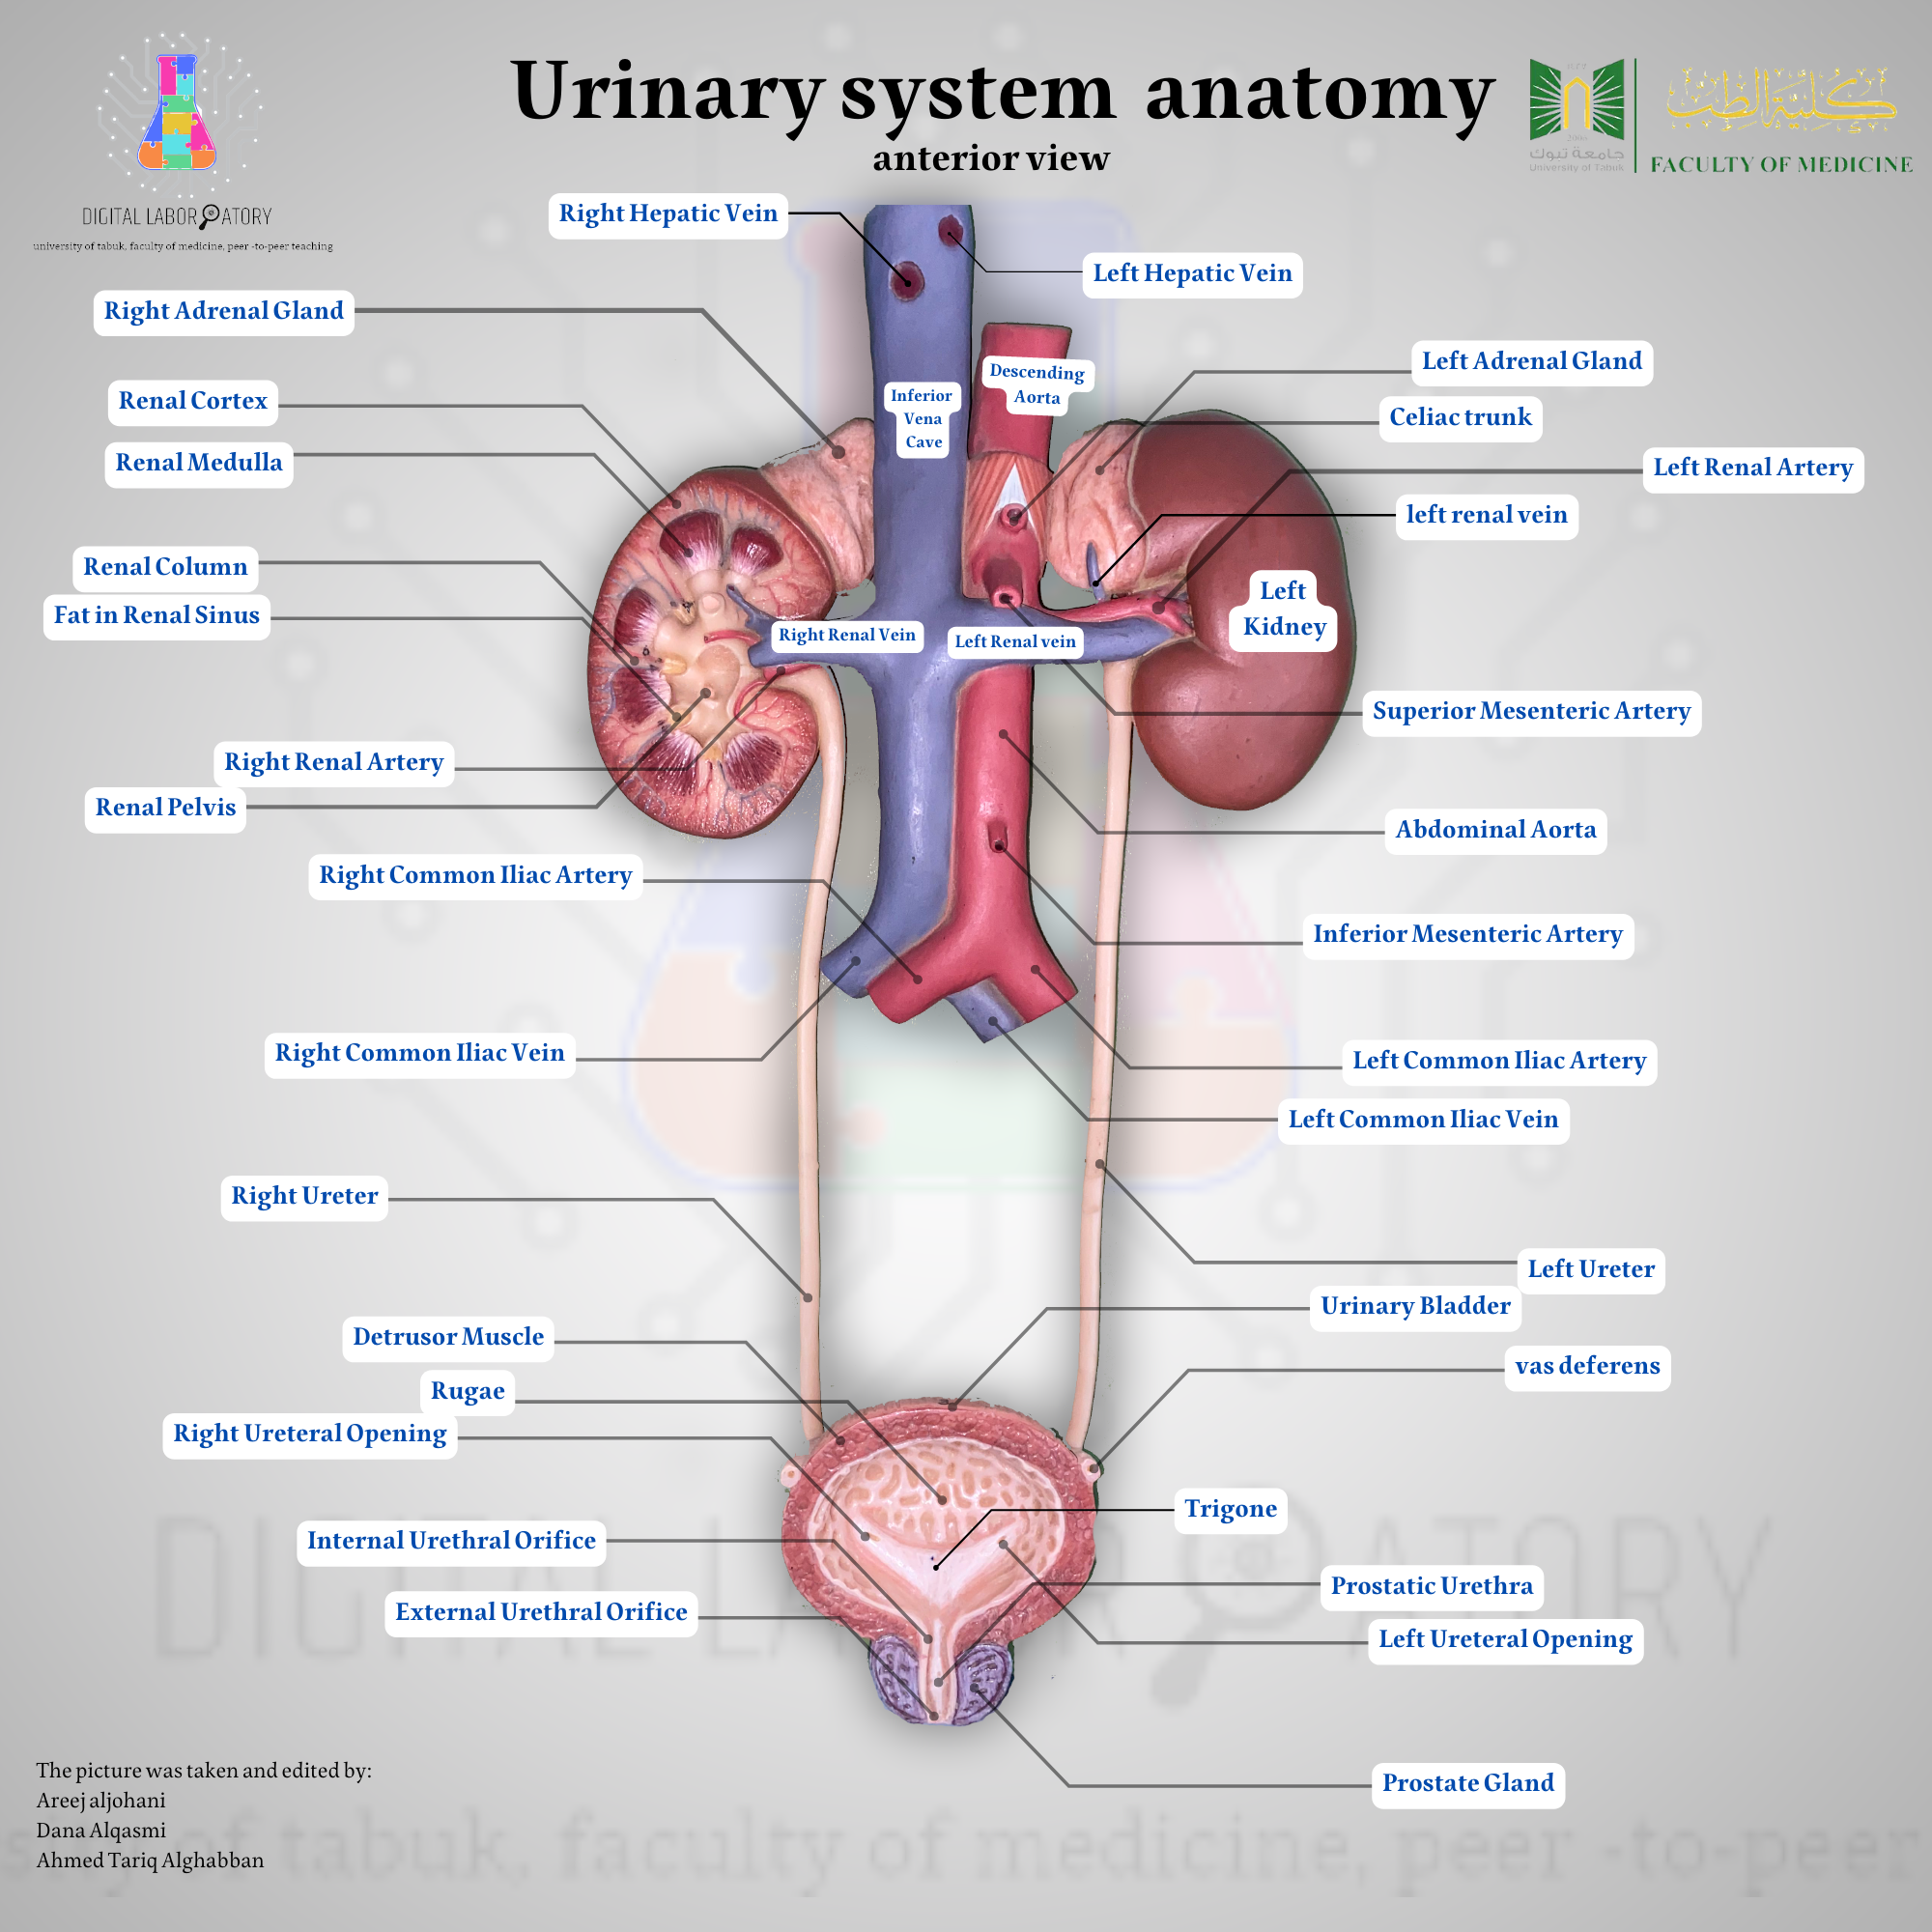 Urinary system anatomy
anterior view
DIGITAL LABORATORY
university of tabuk, faculty of medicine, peer -to-peer teaching
جامعة تبوك
University of Tabuk
2006
كلية الطب
FACULTY OF MEDICINE
Right Hepatic Vein
Left Hepatic Vein
Right Adrenal Gland
Left Adrenal Gland
Descending
Aorta
Inferior
Vena
Cave
Renal Cortex
Celiac trunk
Renal Medulla
Left Renal Artery
left renal vein
Renal Column
Left
Kidney
Fat in Renal Sinus
Right Renal Vein
Left Renal vein
Superior Mesenteric Artery
Right Renal Artery
Renal Pelvis
Abdominal Aorta
Right Common Iliac Artery
Inferior Mesenteric Artery
Right Common Iliac Vein
Left Common Iliac Artery
Left Common Iliac Vein
Right Ureter
Left Ureter
Urinary Bladder
Detrusor Muscle
vas deferens
Rugae
Right Ureteral Opening
Trigone
Internal Urethral Orifice
Prostatic Urethra
External Urethral Orifice
Left Ureteral Opening
Prostate Gland
DIGITAL LABORATORY
The picture was taken and edited by:
Areej aljohani
Dana Alqasmi
Ahmed Tariq Alghabban
of tabuk, faculty of medicine, peer -to-peer